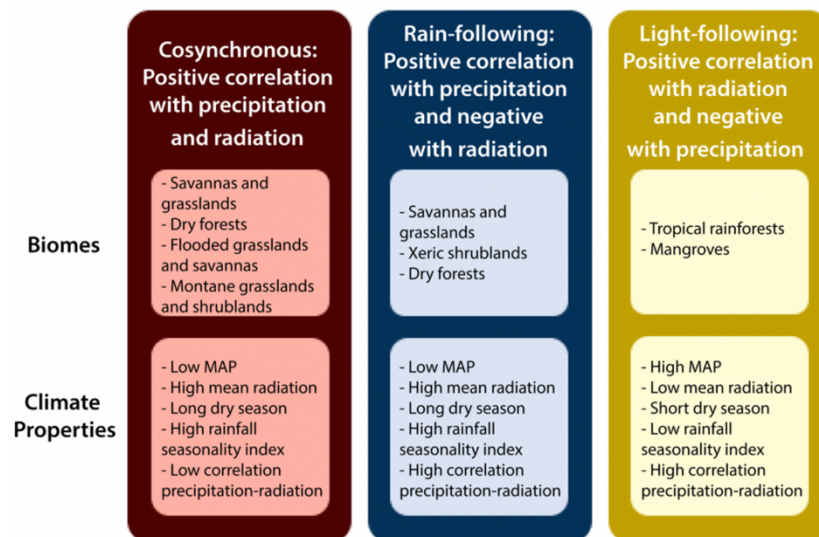 Cosynchronous:
Positive correlation
with precipitation
and radiation
Rain-following:
Positive correlation
with precipitation
and negative
with radiation
Light-following:
Positive correlation
with radiation
and negative
with precipitation
Biomes
- Savannas and
grasslands
- Dry forests
- Flooded grasslands
and savannas
- Montane grasslands
and shrublands
- Savannas and
grasslands
- Xeric shrublands
- Dry forests
- Tropical rainforests
- Mangroves
Climate
Properties
- Low MAP
- High mean radiation
- Long dry season
- High rainfall
seasonality index
- Low correlation
precipitation-radiation
- Low MAP
- High mean radiation
- Long dry season
- High rainfall
seasonality index
- High correlation
precipitation-radiation
- High MAP
- Low mean radiation
- Short dry season
- Low rainfall
seasonality index
- High correlation
precipitation-radiation